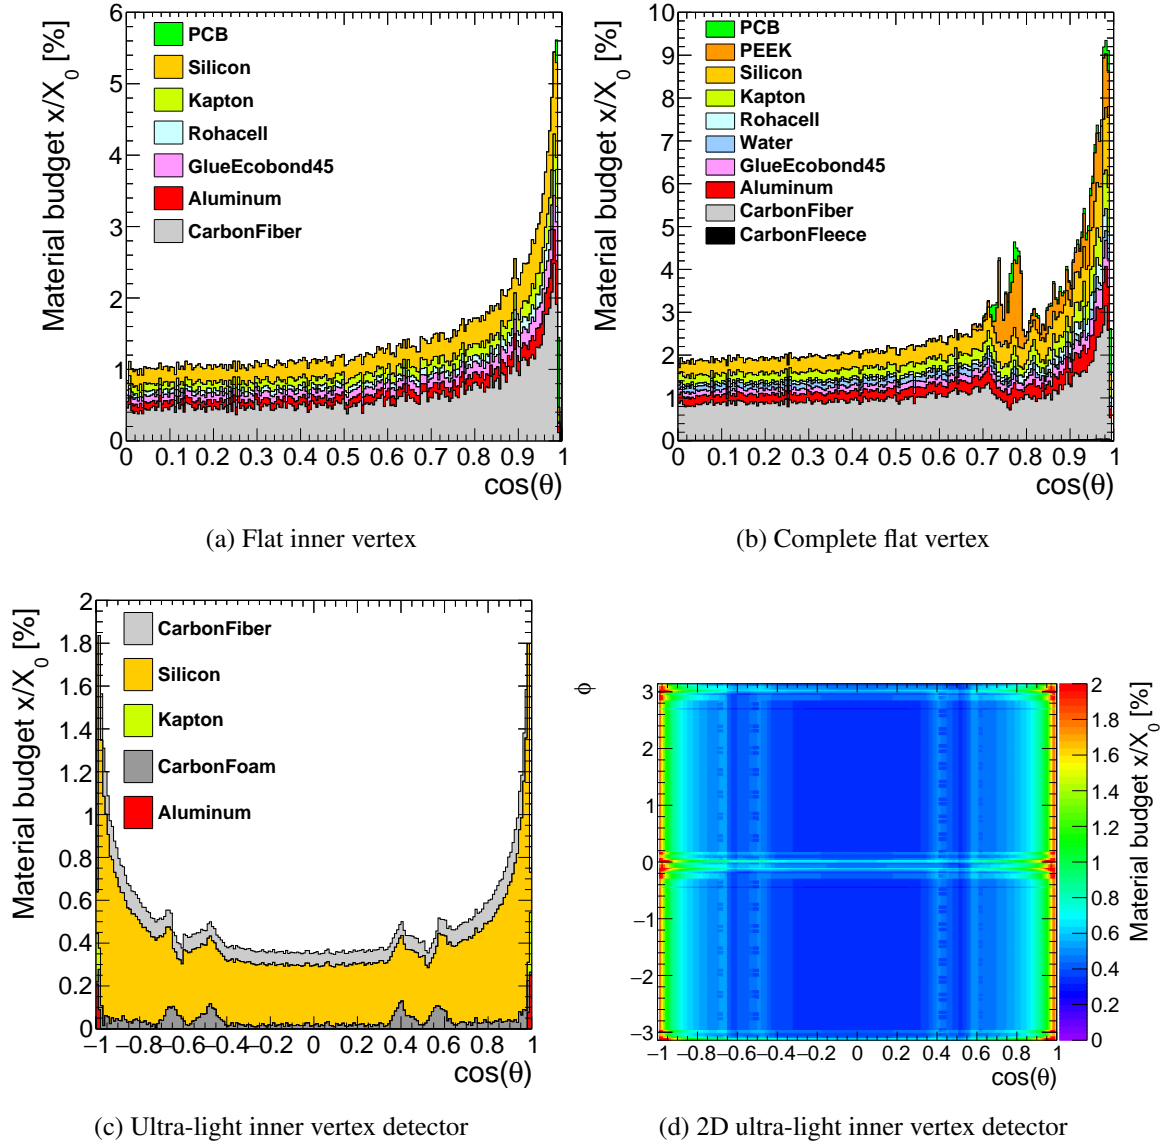 Material budget x/X0 [%]
6
5
4
3
2
1
0
PCB
Silicon
Kapton
Rohacell
GlueEcobond45
Aluminum
CarbonFiber
0 0.1 0.2 0.3 0.4 0.5 0.6 0.7 0.8 0.9 1
cos(θ)
(a) Flat inner vertex
Material budget x/X0 [%]
10
9
8
7
6
5
4
3
2
1
0
PCB
PEEK
Silicon
Kapton
Rohacell
Water
GlueEcobond45
Aluminum
CarbonFiber
CarbonFleece
0 0.1 0.2 0.3 0.4 0.5 0.6 0.7 0.8 0.9 1
cos(θ)
(b) Complete flat vertex
Material budget x/X0 [%]
2
1.8
1.6
1.4
1.2
1
0.8
0.6
0.4
0.2
0
CarbonFiber
Silicon
Kapton
CarbonFoam
Aluminum
−1 −0.8 −0.6 −0.4 −0.2 0 0.2 0.4 0.6 0.8 1
cos(θ)
(c) Ultra-light inner vertex detector
φ
3
2
1
0
−1
−2
−3
−1 −0.8 −0.6 −0.4 −0.2 0 0.2 0.4 0.6 0.8 1
cos(θ)
2
1.8
1.6
1.4
1.2
1
0.8
0.6
0.4
0.2
0
Material budget x/X0 [%]
(d) 2D ultra-light inner vertex detector